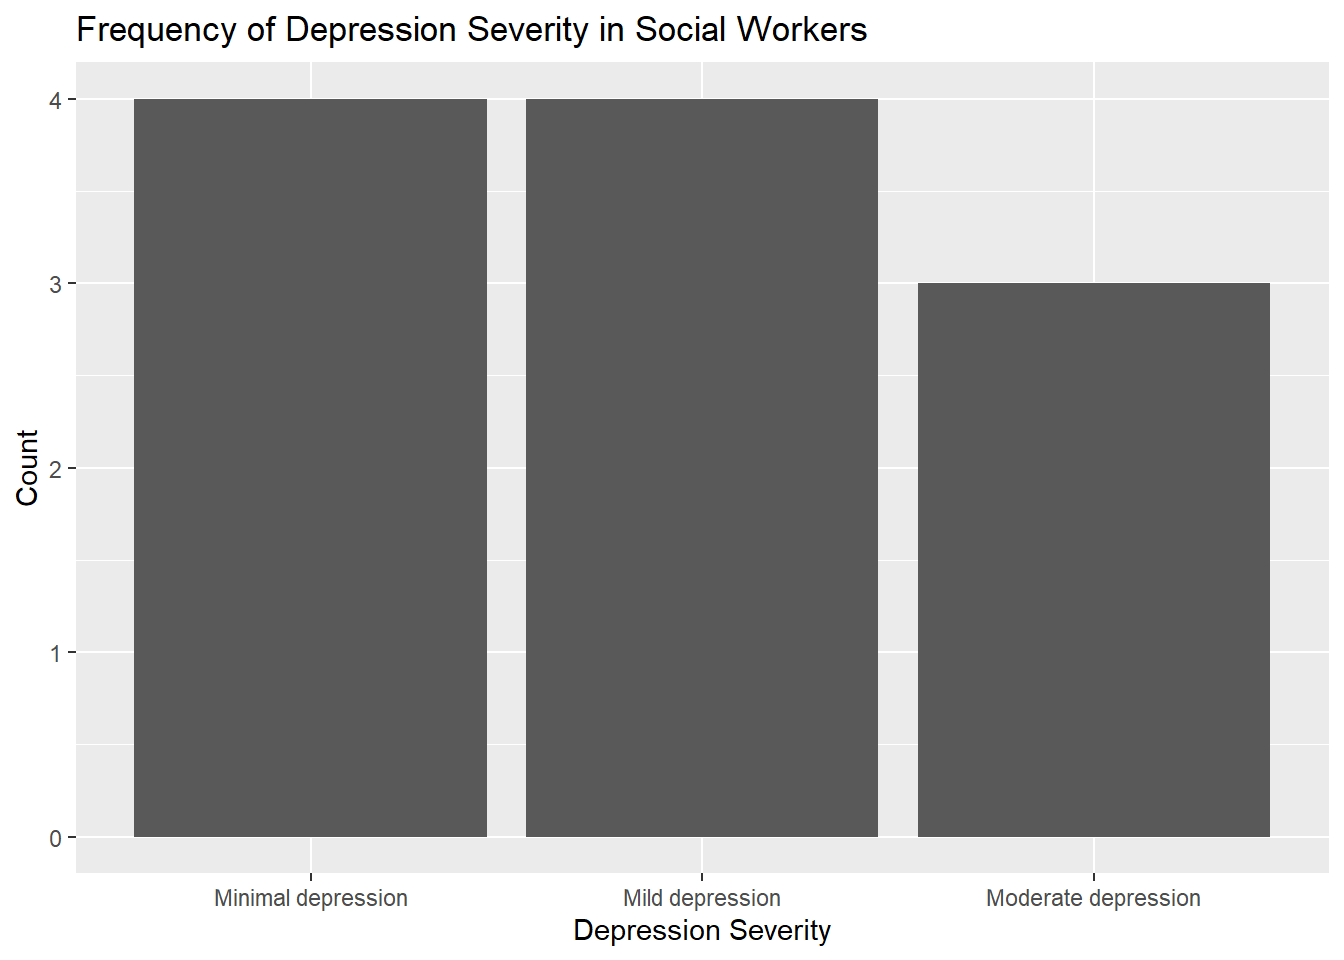 Frequency of Depression Severity in Social Workers
4
3
2
1
0
Count
Minimal depression
Mild depression
Moderate depression
Depression Severity